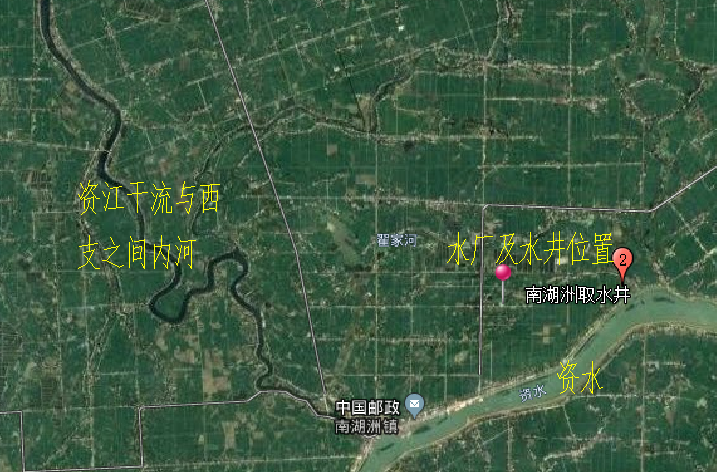 资江干流与西
支之间内河
翟家河
水厂及水井位置
2
南湖洲取水井
资水
资水
中国邮政
南湖洲镇